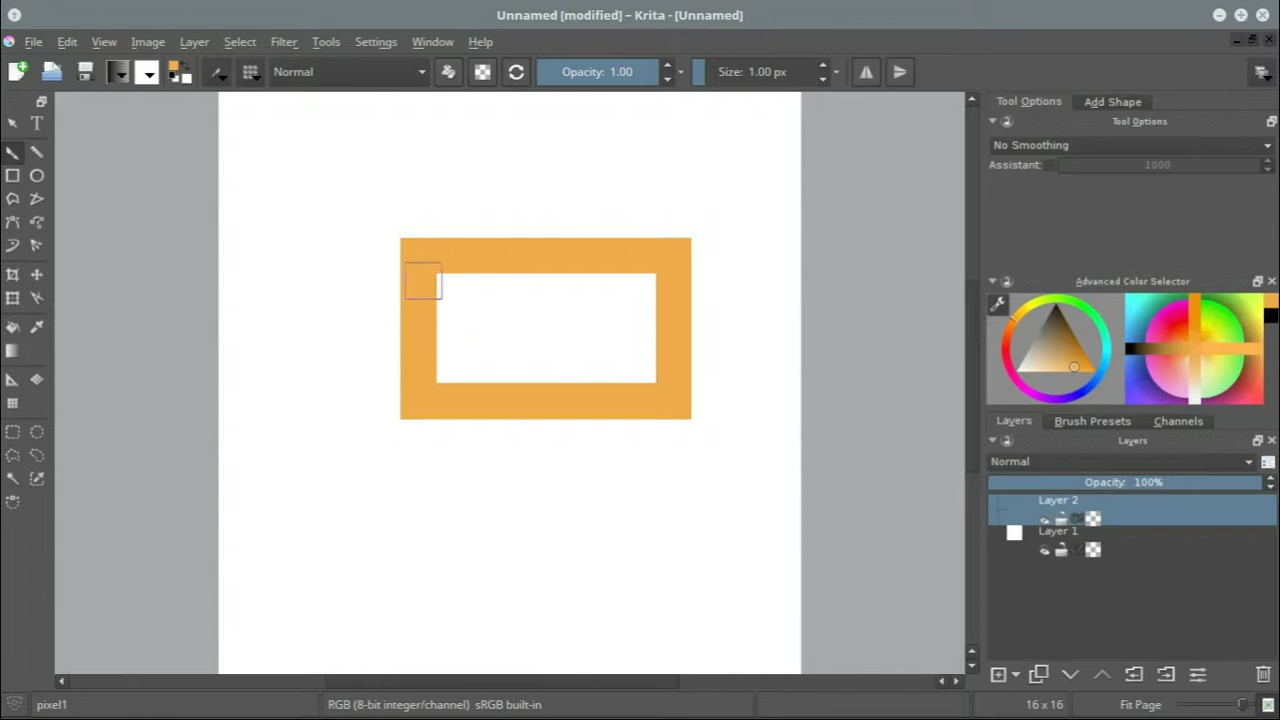 Unnamed [modified] – Krita - [Unnamed]
File Edit View Image Layer Select Filter Tools Settings Window Help
Normal Opacity: 1.00 Size: 1.00 px
Tool Options Add Shape
Tool Options
No Smoothing
Assistant: 1000
Advanced Color Selector
Layers Brush Presets Channels
Layers
Normal
Opacity: 100%
Layer 2
Layer 1
pixel1 RGB (8-bit integer/channel) sRGB built-in 16 x 16 Fit Page